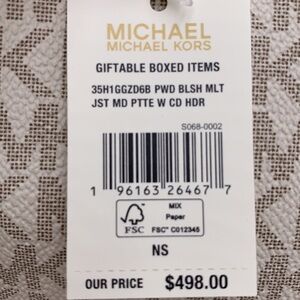 MICHAEL
MICHAEL KORS
GIFTABLE BOXED ITEMS
35H1GGZD6B PWD BLSH MLT
JST MD PTTE W CD HDR
S068-0002
1 96163 26467 7
FSC
MIX
Paper
FSC® C012345
NS
OUR PRICE $498.00